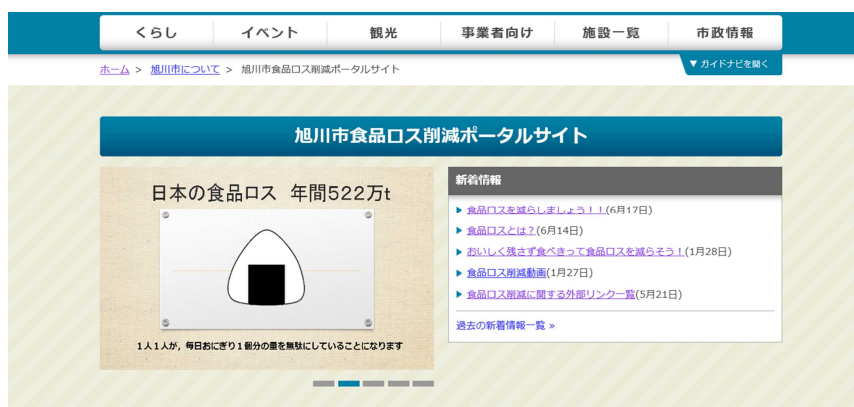 くらし
イベント
観光
事業者向け
施設一覧
市政情報
ホーム > 旭川市について > 旭川市食品ロス削減ポータルサイト
▼ ガイドナビを開く
旭川市食品ロス削減ポータルサイト
日本の食品ロス 年間522万t
1人1人が，毎日おにぎり1個分の量を無駄にしていることになります
新着情報
食品ロスを減らしましょう！！(6月17日)
食品ロスとは？(6月14日)
おいしく残さず食べきって食品ロスを減らそう！(1月28日)
食品ロス削減動画(1月27日)
食品ロス削減に関する外部リンク一覧(5月21日)
過去の新着情報一覧 »